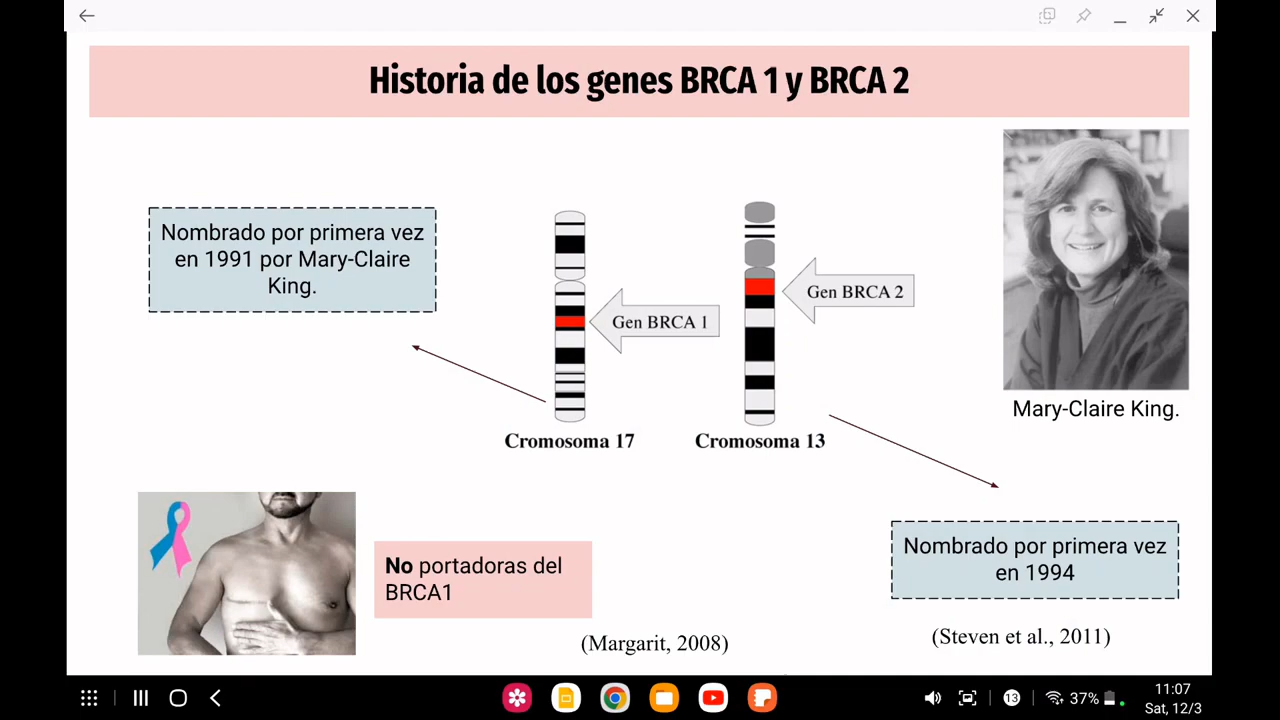 Historia de los genes BRCA 1 y BRCA 2
Nombrado por primera vez
en 1991 por Mary-Claire
King.
Gen BRCA 1
Gen BRCA 2
Cromosoma 17
Cromosoma 13
Mary-Claire King.
No portadoras del
BRCA1
Nombrado por primera vez
en 1994
(Margarit, 2008)
(Steven et al., 2011)
13
37%
11:07
Sat, 12/3